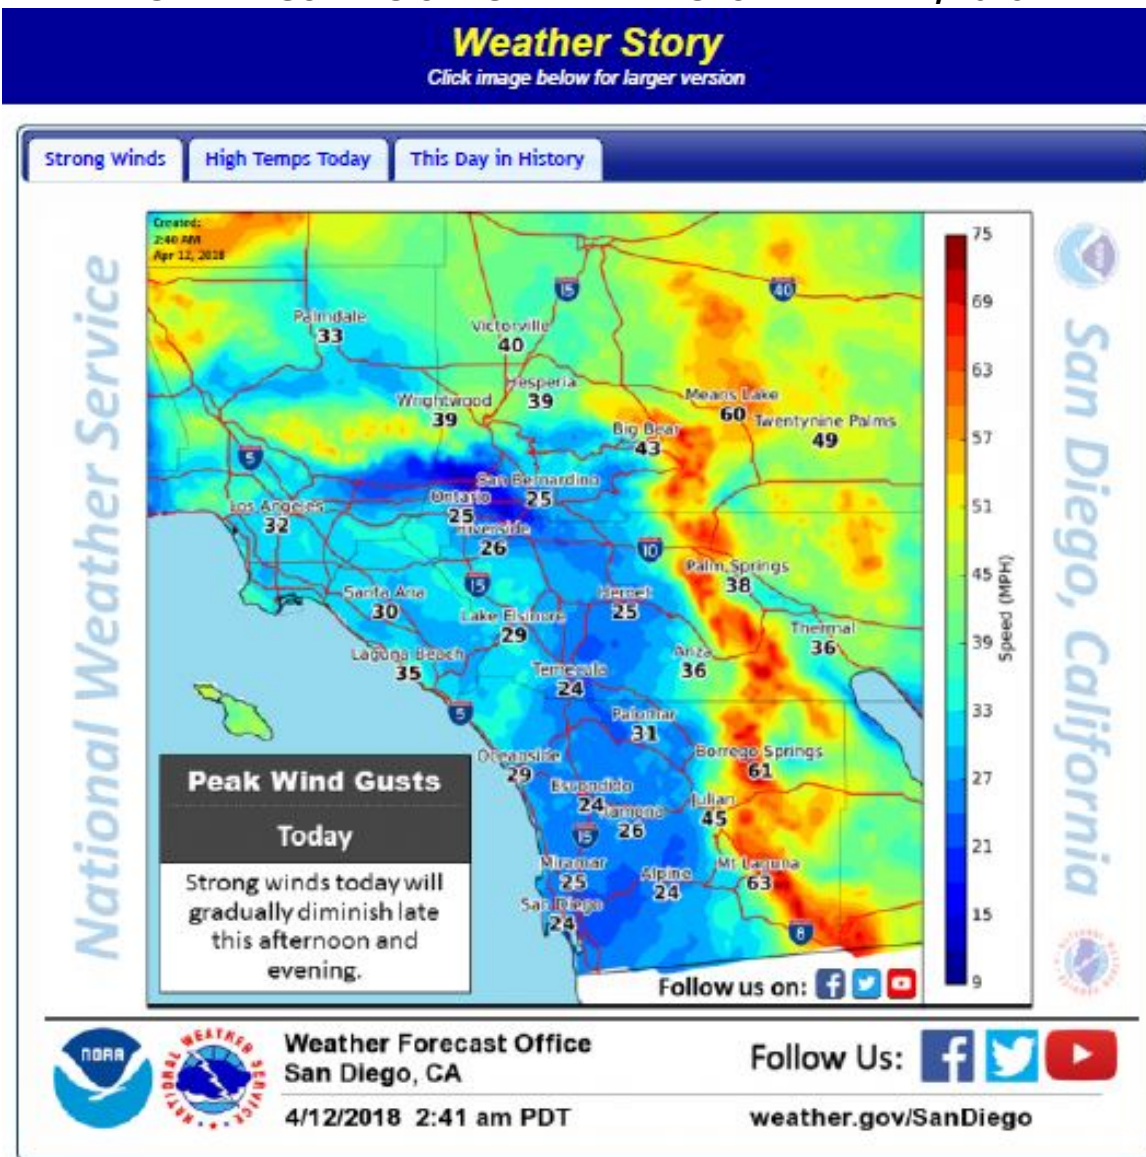 Weather Story
Click image below for larger version
Strong Winds
High Temps Today
This Day in History
National Weather Service
San Diego, California
Created:
2:40 AM
Apr 12, 2018
15
40
Palmdale
33
Victorville
40
Hesperia
39
Wrightwood
39
Means Lake
60
Twentynine Palms
49
Big Bear
43
5
San Bernardino
25
Ontario
25
Los Angeles
32
Riverside
26
10
Palm Springs
38
15
Santa Ana
30
Hemet
25
Lake Elsinore
29
Thermal
36
Laguna Beach
35
Anza
36
Temecula
24
5
Palomar
31
Oceanside
29
Borrego Springs
61
Escondido
24
Ramona
26
Julian
45
15
Miramar
25
Alpine
24
Mt Laguna
63
San Diego
24
8
Peak Wind Gusts
Today
Strong winds today will
gradually diminish late
this afternoon and
evening.
Follow us on:
75
69
63
57
51
45
39
33
27
21
15
9
Speed (MPH)
NOAA
NATIONAL WEATHER SERVICE
Weather Forecast Office
San Diego, CA
4/12/2018 2:41 am PDT
Follow Us:
weather.gov/SanDiego